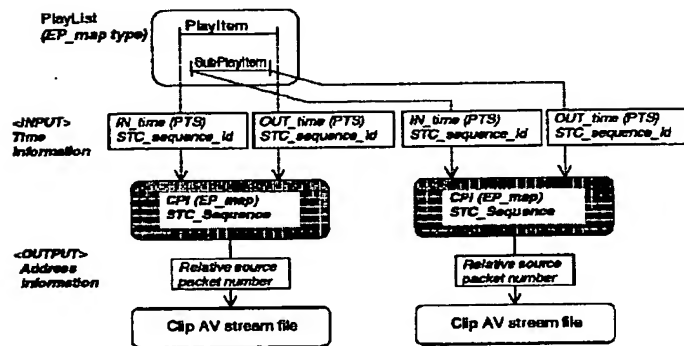 PlayList
(EP_map type)
PlayItem
SubPlayItem
<INPUT>
Time
Information
IN_time (PTS)
STC_sequence_id
OUT_time (PTS)
STC_sequence_id
IN_time (PTS)
STC_sequence_id
OUT_time (PTS)
STC_sequence_id
CPI (EP_map)
STC_Sequence
CPI (EP_map)
STC_Sequence
<OUTPUT>
Address
Information
Relative source
packet number
Relative source
packet number
Clip AV stream file
Clip AV stream file